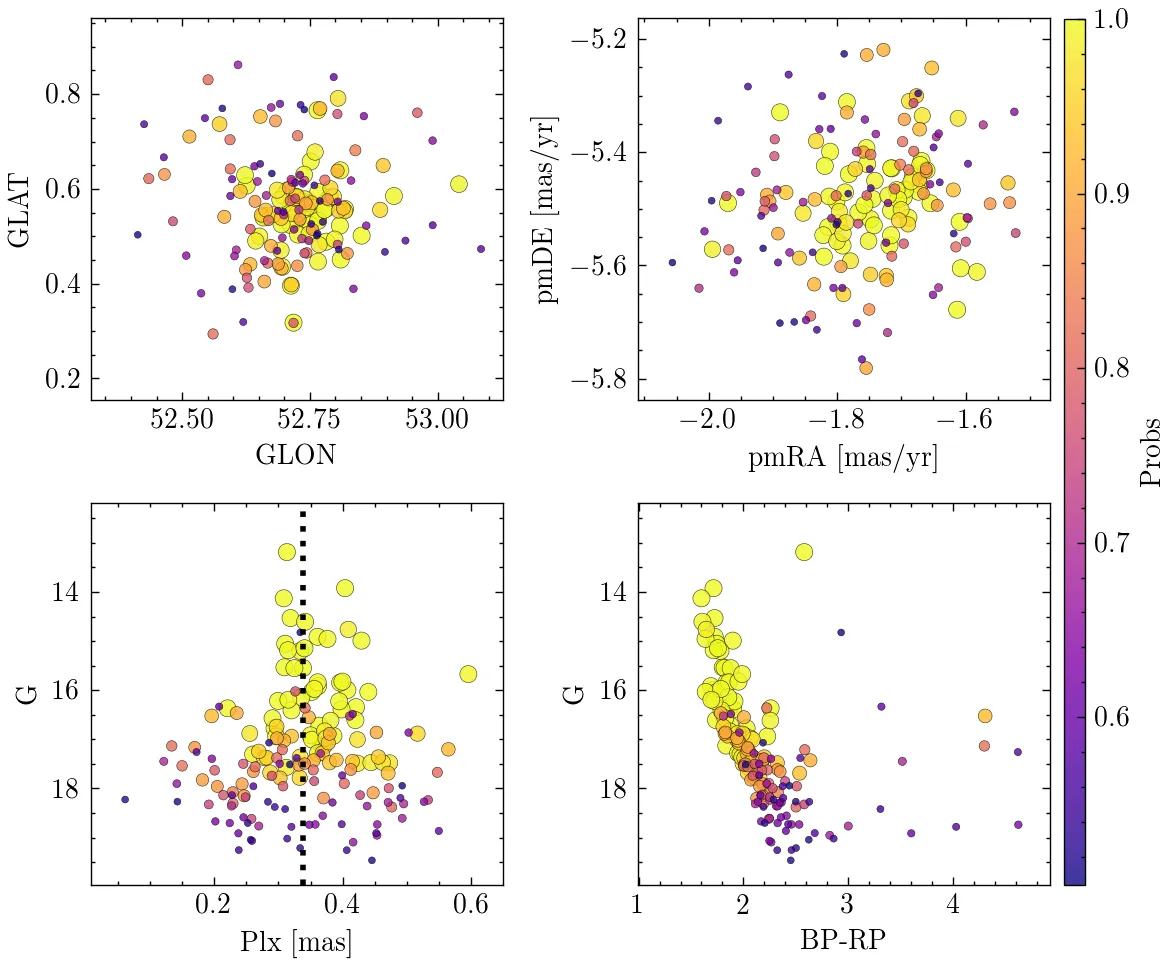 0.8
0.6
0.4
0.2
GLAT
52.50 52.75 53.00
GLON
−5.2
−5.4
−5.6
−5.8
pmDE [mas/yr]
−2.0 −1.8 −1.6
pmRA [mas/yr]
14
16
18
G
0.2 0.4 0.6
Plx [mas]
14
16
18
G
1 2 3 4
BP-RP
1.0
0.9
0.8
0.7
0.6
Probs